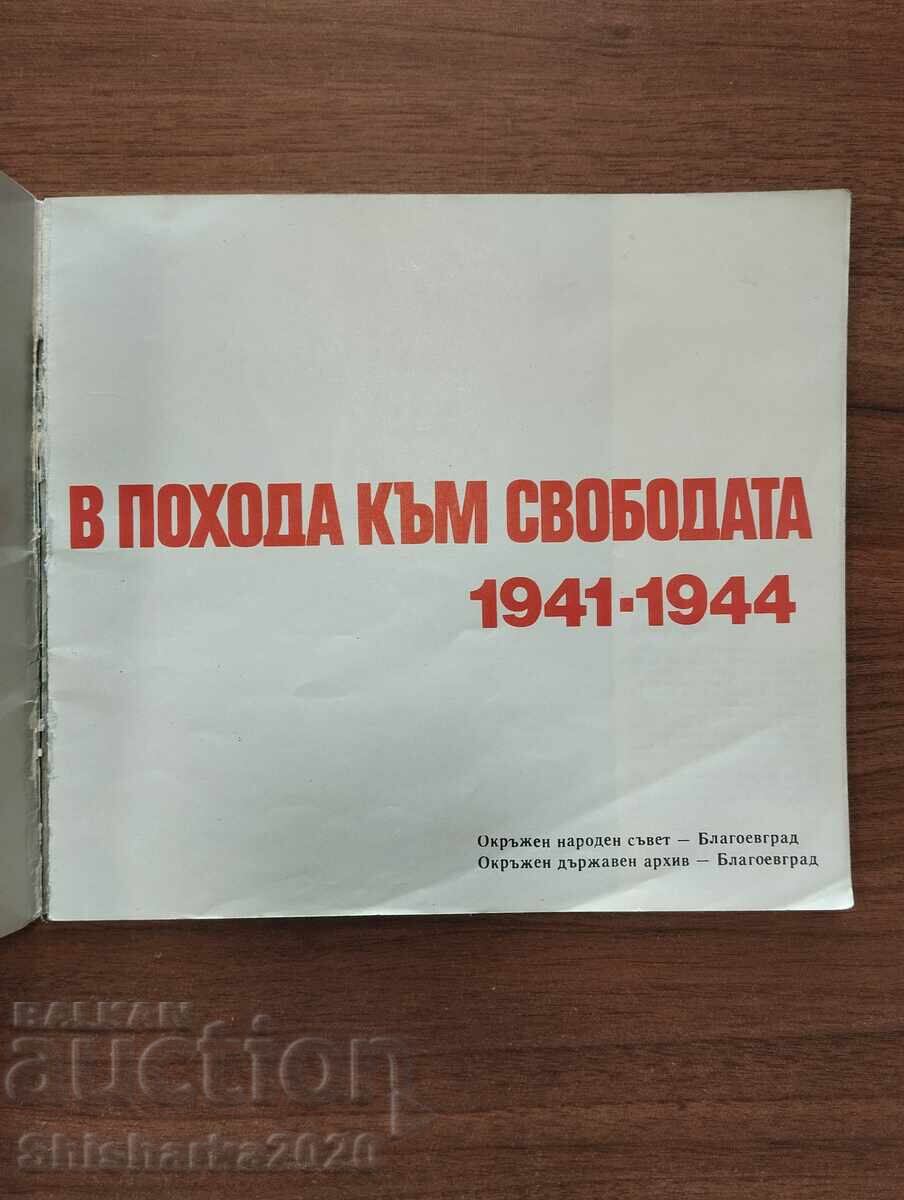 В ПОХОДА КЪМ СВОБОДАТА
1941·1944
Окръжен народен съвет — Благоевград
Окръжен държавен архив — Благоевград
BALKAN
auction
Shisharka2020